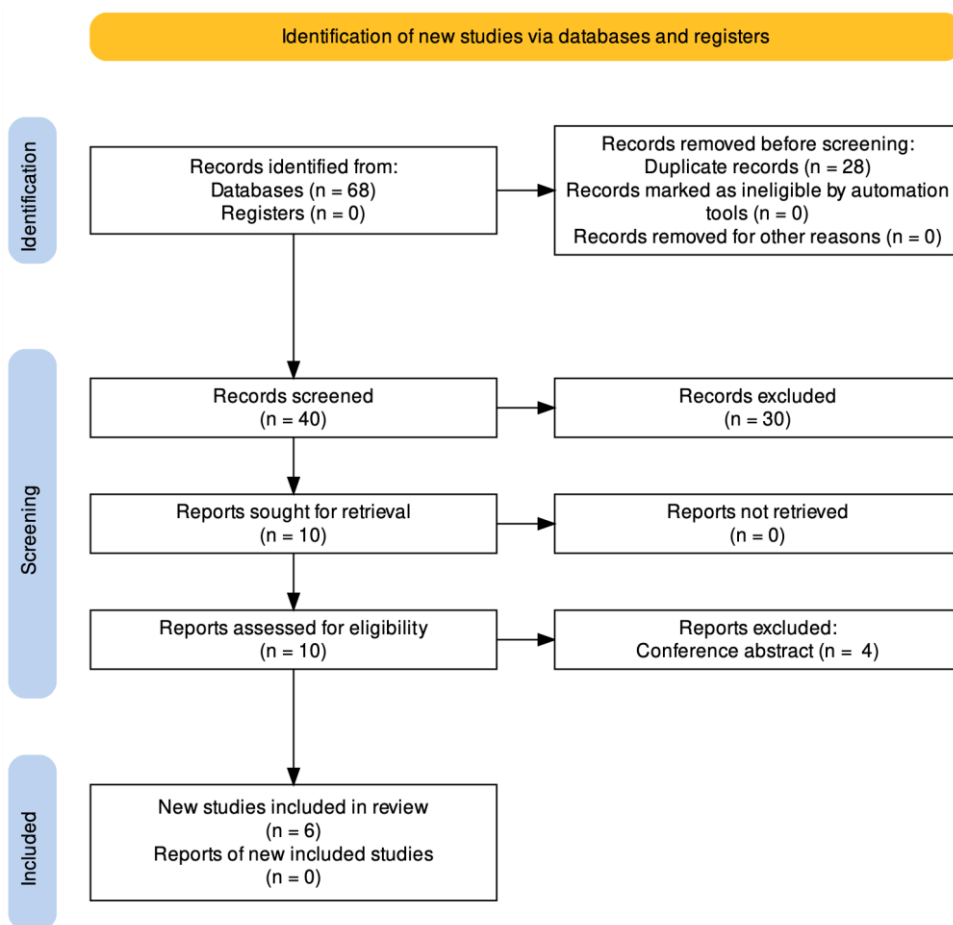 Identification of new studies via databases and registers
Identification
Records identified from:
Databases (n = 68)
Registers (n = 0)
Records removed before screening:
Duplicate records (n = 28)
Records marked as ineligible by automation
tools (n = 0)
Records removed for other reasons (n = 0)
Screening
Records screened
(n = 40)
Records excluded
(n = 30)
Reports sought for retrieval
(n = 10)
Reports not retrieved
(n = 0)
Reports assessed for eligibility
(n = 10)
Reports excluded:
Conference abstract (n = 4)
Included
New studies included in review
(n = 6)
Reports of new included studies
(n = 0)